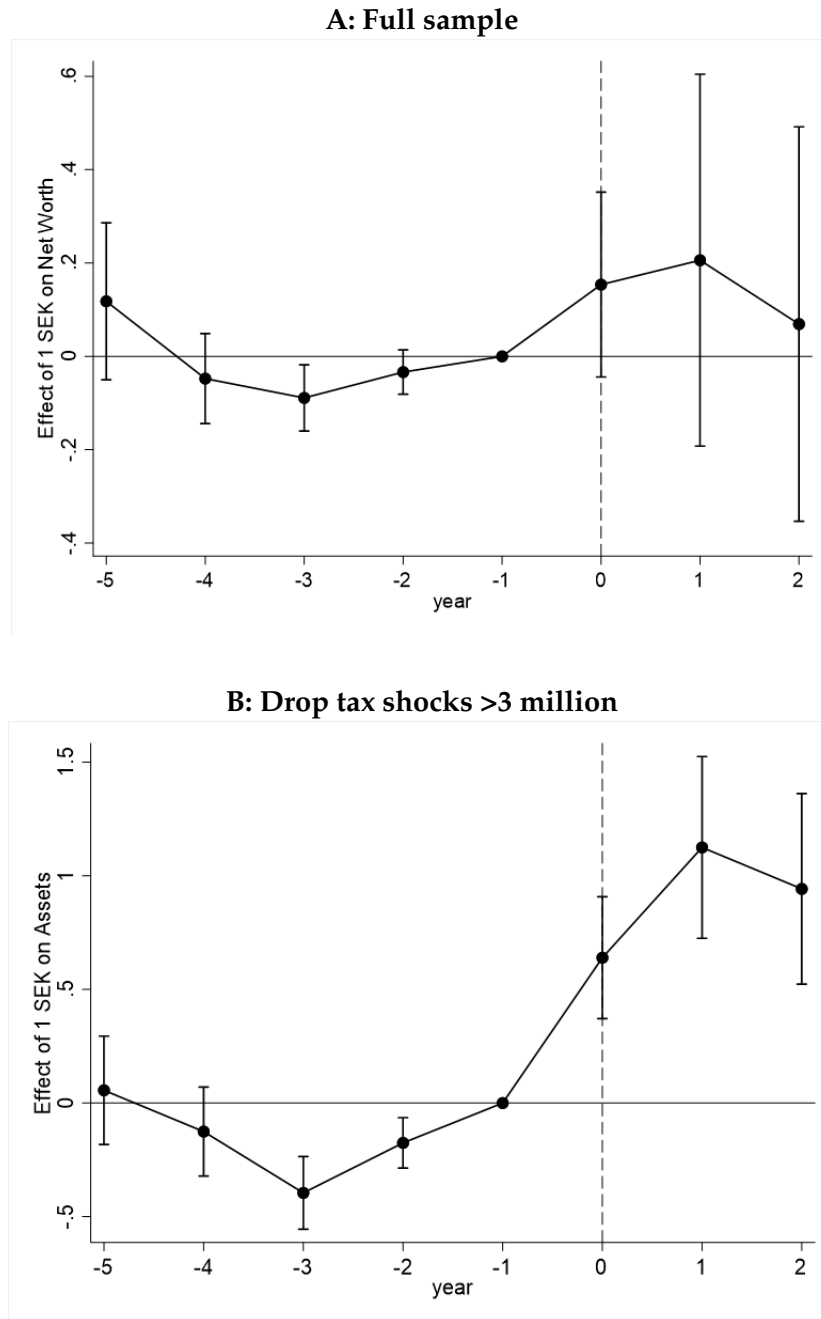 A: Full sample
Effect of 1 SEK on Net Worth
.6
.4
.2
0
-.2
-.4
-5 -4 -3 -2 -1 0 1 2
year
B: Drop tax shocks >3 million
Effect of 1 SEK on Assets
1.5
1
.5
0
-.5
-5 -4 -3 -2 -1 0 1 2
year